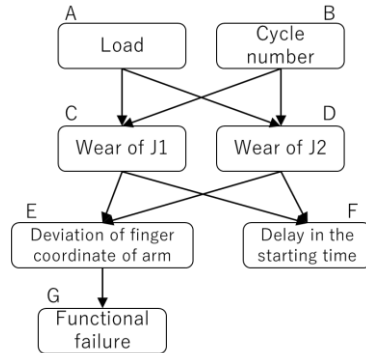 A
B
Load
Cycle
number
C
D
Wear of J1
Wear of J2
E
F
Deviation of finger
coordinate of arm
Delay in the
starting time
G
Functional
failure